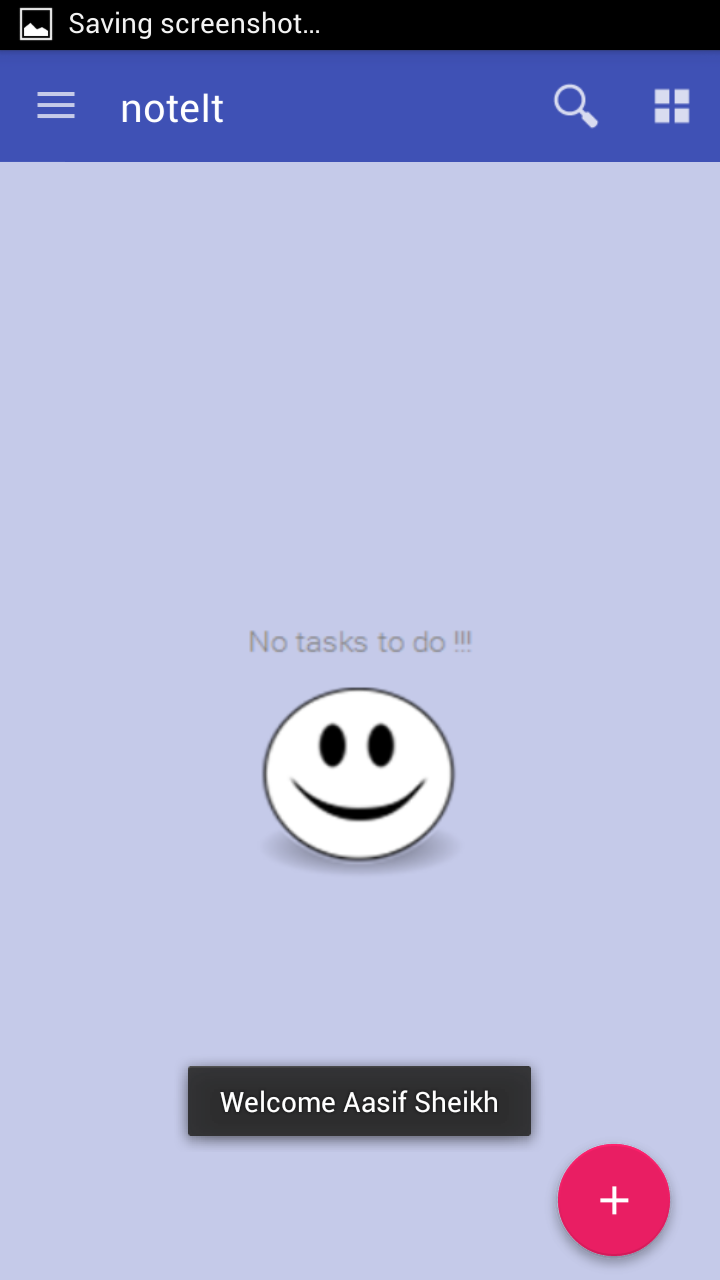 Saving screenshot...
noteIt
No tasks to do !!!
Welcome Aasif Sheikh